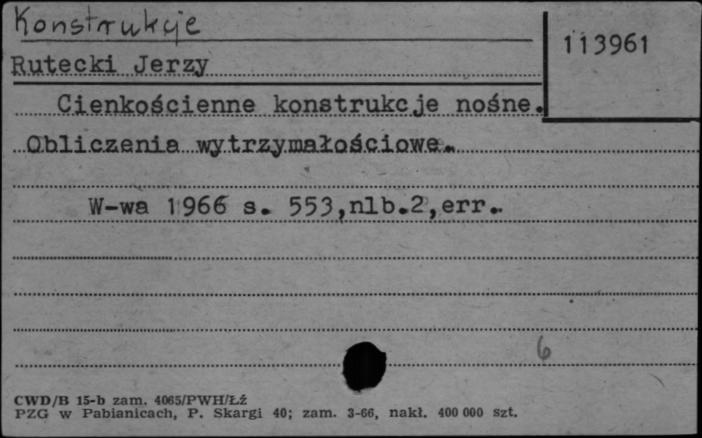 Konstrukcje
113961
Rutecki Jerzy
Cienkościenne konstrukcje nośne.
Obliczenia wytrzymałościowe.
W-wa 1966 s. 553,nlb.2,err.
6
CWD/B 15-b zam. 4065/PWH/ŁŹ
PZG w Pabianicach, P. Skargi 40; zam. 3-66, nakł. 400 000 szt.